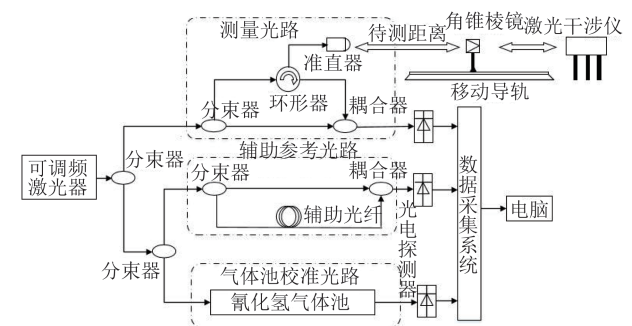 角锥棱镜
激光干涉仪
测量光路
待测距离
准直器
环形器
分束器
耦合器
移动导轨
辅助参考光路
可调频
激光器
分束器
分束器
耦合器
数据采集系统
辅助光纤
电脑
光电探测器
分束器
气体池校准光路
氰化氢气体池